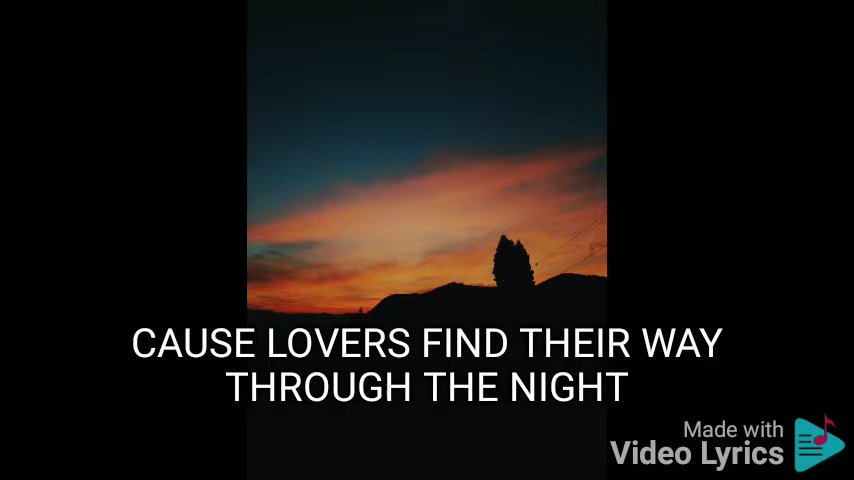 CAUSE LOVERS FIND THEIR WAY
THROUGH THE NIGHT
Made with
Video Lyrics